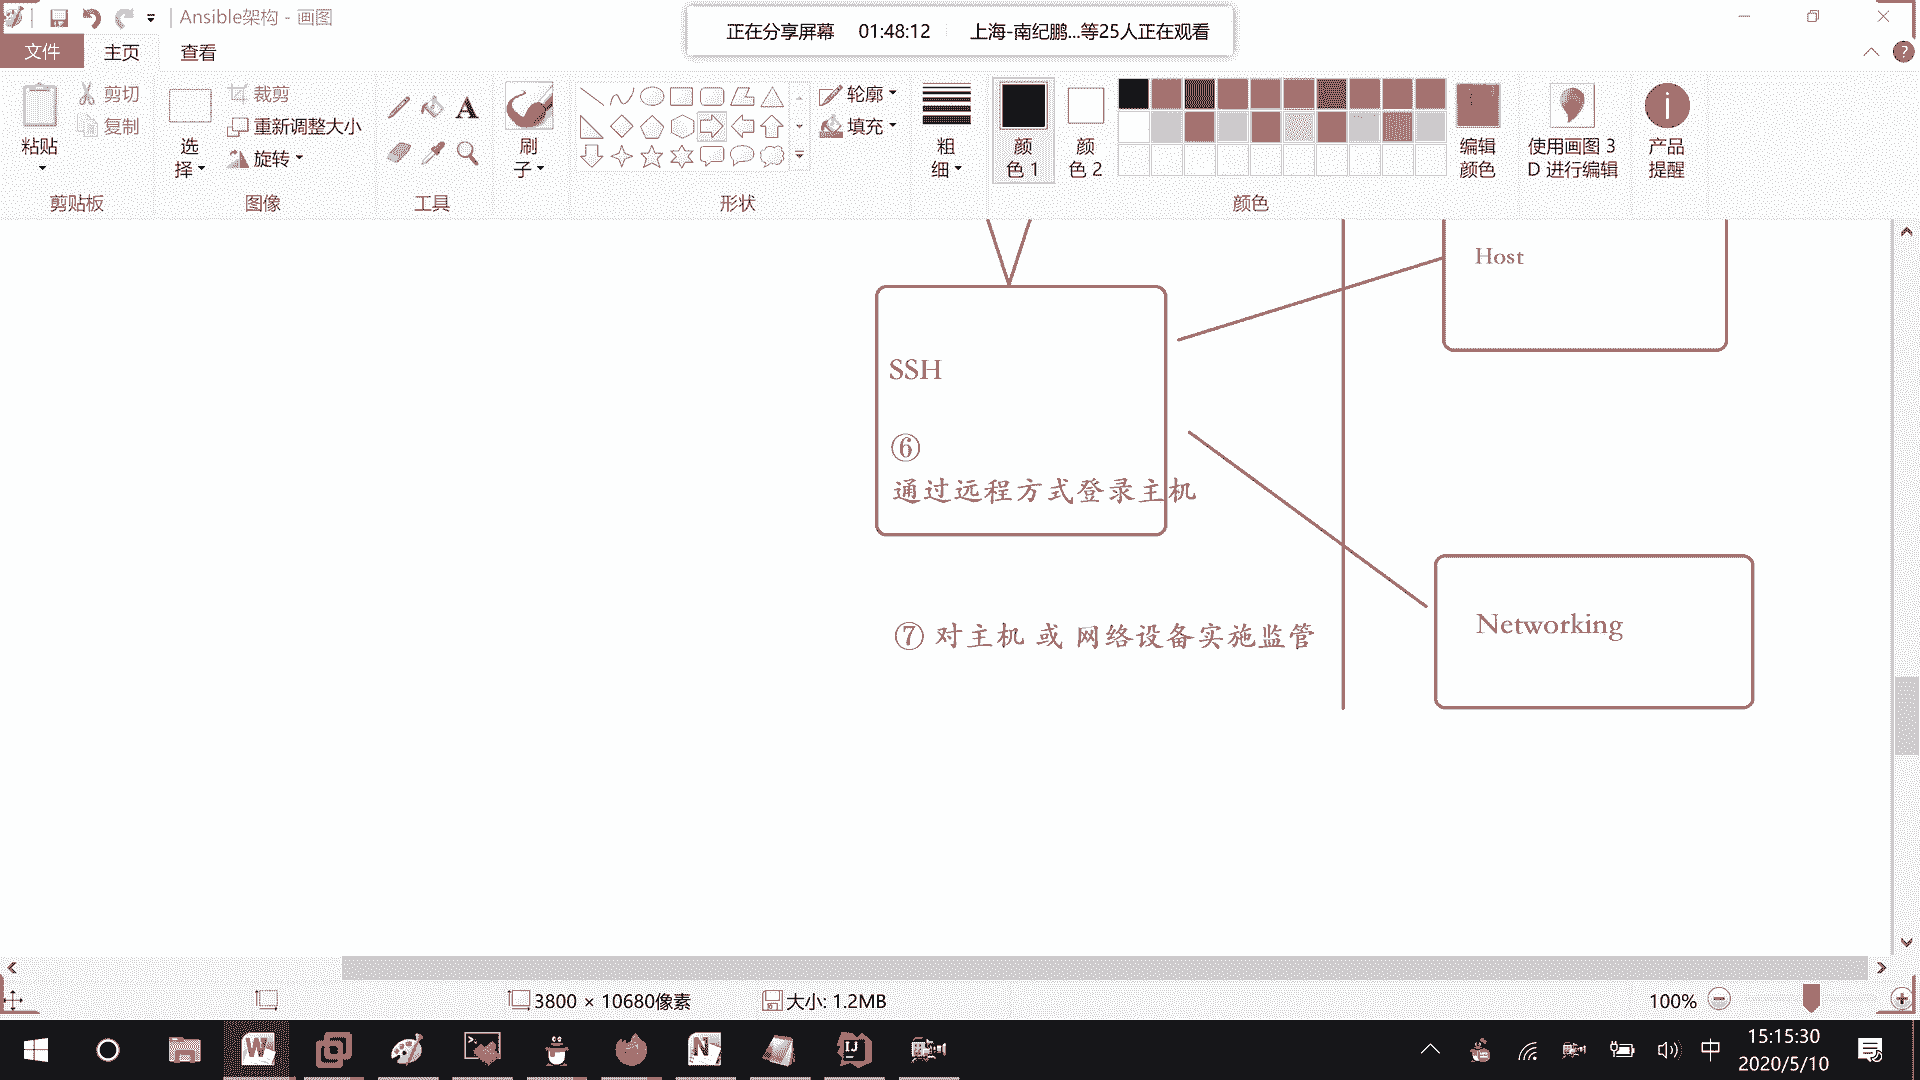 Ansible架构 - 画图
正在分享屏幕 01:48:12 上海-南纪鹏...等25人正在观看
文件 主页 查看
粘贴
剪切
复制
剪贴板
选择
裁剪
重新调整大小
旋转
图像
A
工具
刷子
形状
轮廓
填充
粗细
颜色 1
颜色 2
颜色
编辑颜色
使用画图 3
D 进行编辑
产品提醒
Host
SSH
⑥
通过远程方式登录主机
⑦ 对主机 或 网络设备实施监管
Networking
3800 × 10680像素
大小: 1.2MB
100%
中
15:15:30
2020/5/10